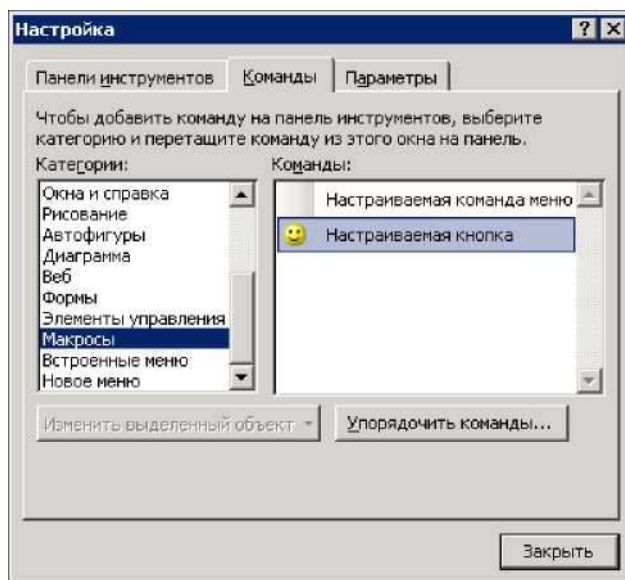 Настройка
Панели инструментов
Команды
Параметры
Чтобы добавить команду на панель инструментов, выберите
категорию и перетащите команду из этого окна на панель.
Категории:
Окна и справка
Рисование
Автофигуры
Диаграмма
Веб
Формы
Элементы управления
Макросы
Встроенные меню
Новое меню
Команды:
Настраиваемая команда меню
Настраиваемая кнопка
Изменить выделенный объект
Упорядочить команды...
Закрыть